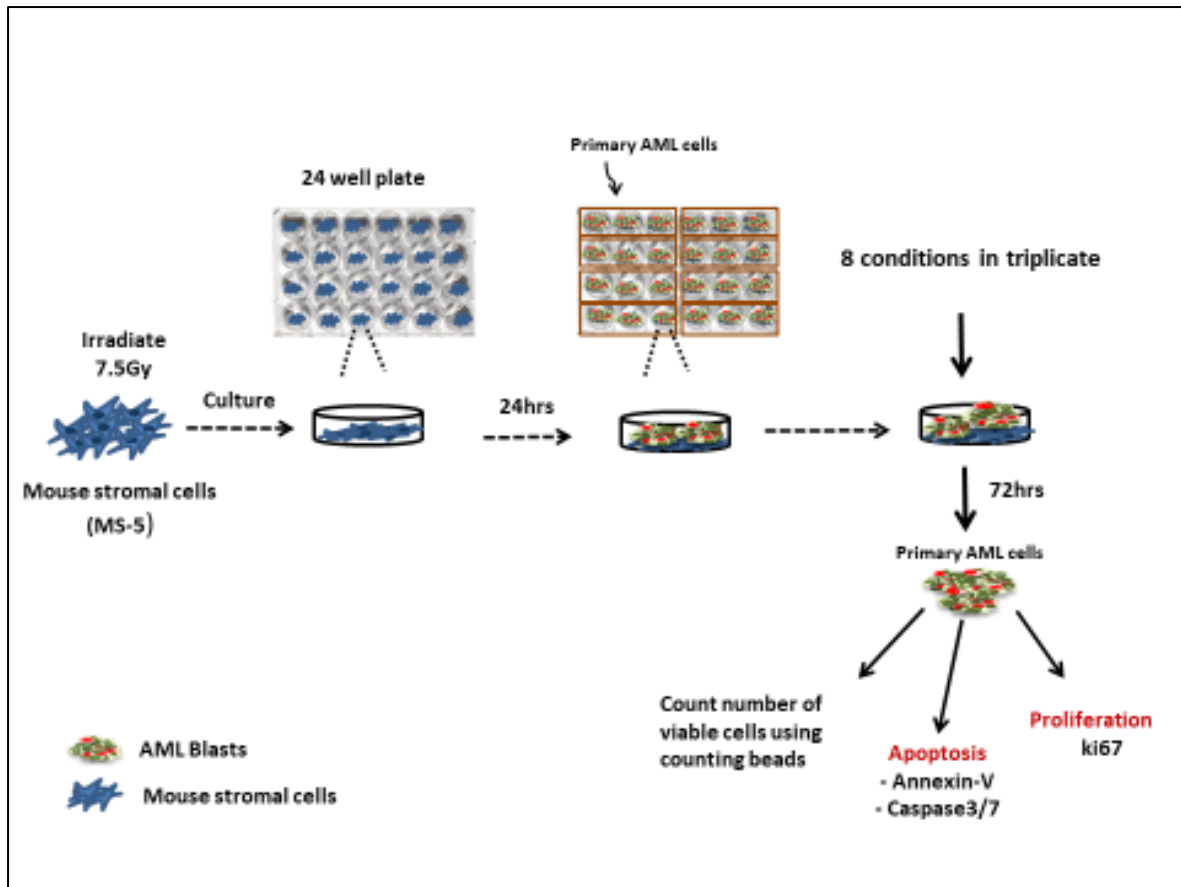 Primary AML cells
24 well plate
8 conditions in triplicate
Irradiate
7.5Gy
Culture
24hrs
Mouse stromal cells
(MS-5)
72hrs
Primary AML cells
Count number of
viable cells using
counting beads
Apoptosis
- Annexin-V
- Caspase3/7
Proliferation
ki67
AML Blasts
Mouse stromal cells